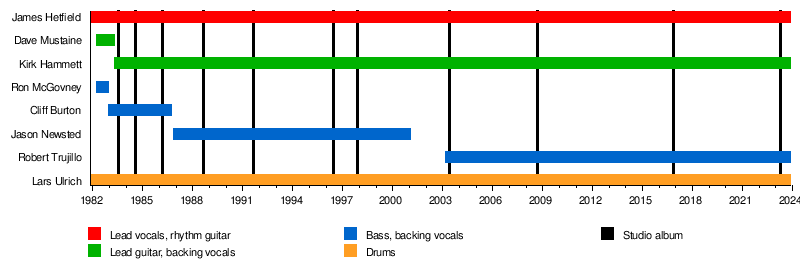 James Hetfield
Dave Mustaine
Kirk Hammett
Ron McGovney
Cliff Burton
Jason Newsted
Robert Trujillo
Lars Ulrich
1982 1985 1988 1991 1994 1997 2000 2003 2006 2009 2012 2015 2018 2021 2024
Lead vocals, rhythm guitar Bass, backing vocals Studio album
Lead guitar, backing vocals Drums